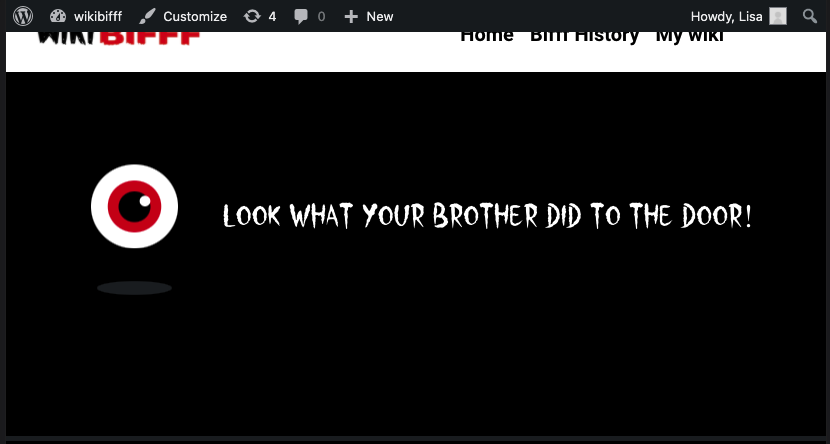 wikibifff Customize 4 0 New Howdy, Lisa
WIKIBIFFF Home Bifff History My wiki
LOOK WHAT YOUR BROTHER DID TO THE DOOR!